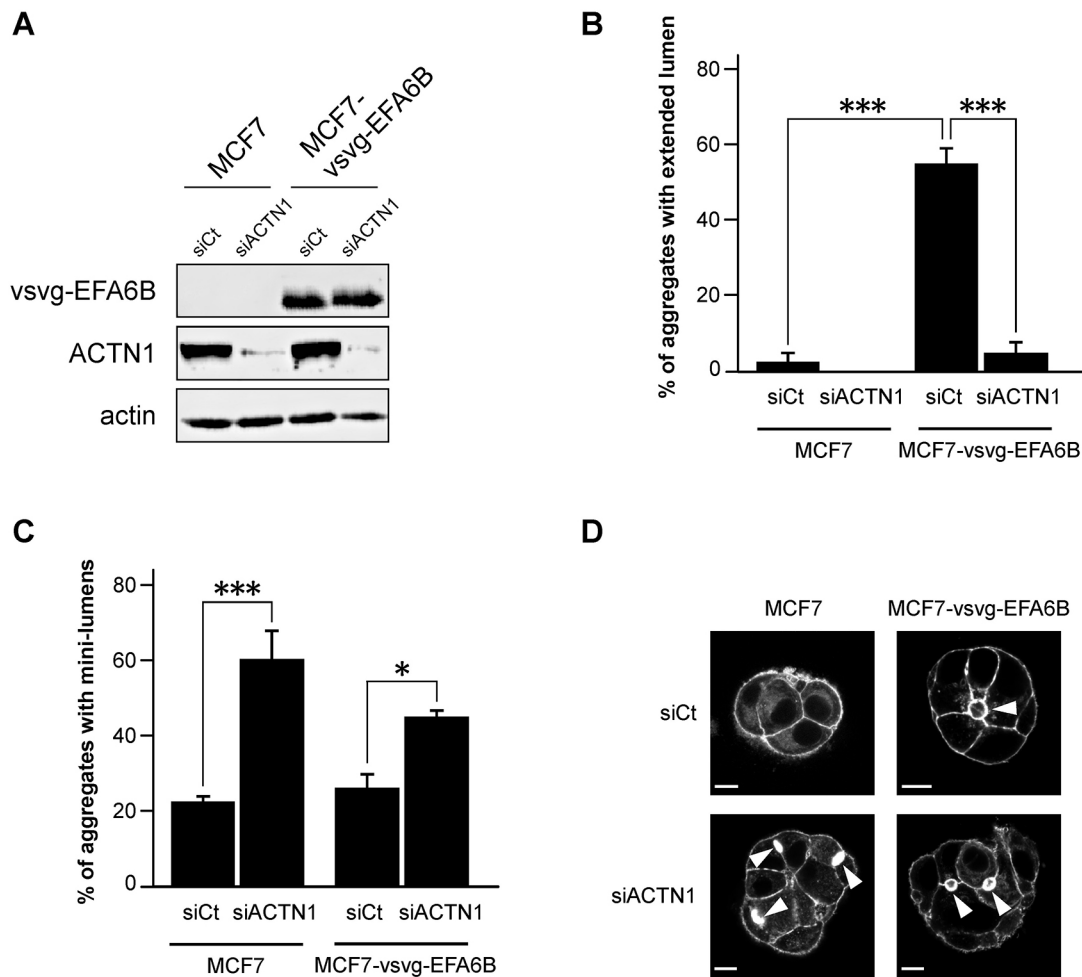 A
MCF7
MCF7-
vsvg-EFA6B
siCt
siACTN1
siCt
siACTN1
vsvg-EFA6B
ACTN1
actin
B
% of aggregates with extended lumen
80
60
40
20
0
***
***
siCt siACTN1 siCt siACTN1
MCF7 MCF7-vsvg-EFA6B
C
% of aggregates with mini-lumens
80
60
40
20
0
***
*
siCt siACTN1 siCt siACTN1
MCF7 MCF7-vsvg-EFA6B
D
MCF7 MCF7-vsvg-EFA6B
siCt
siACTN1